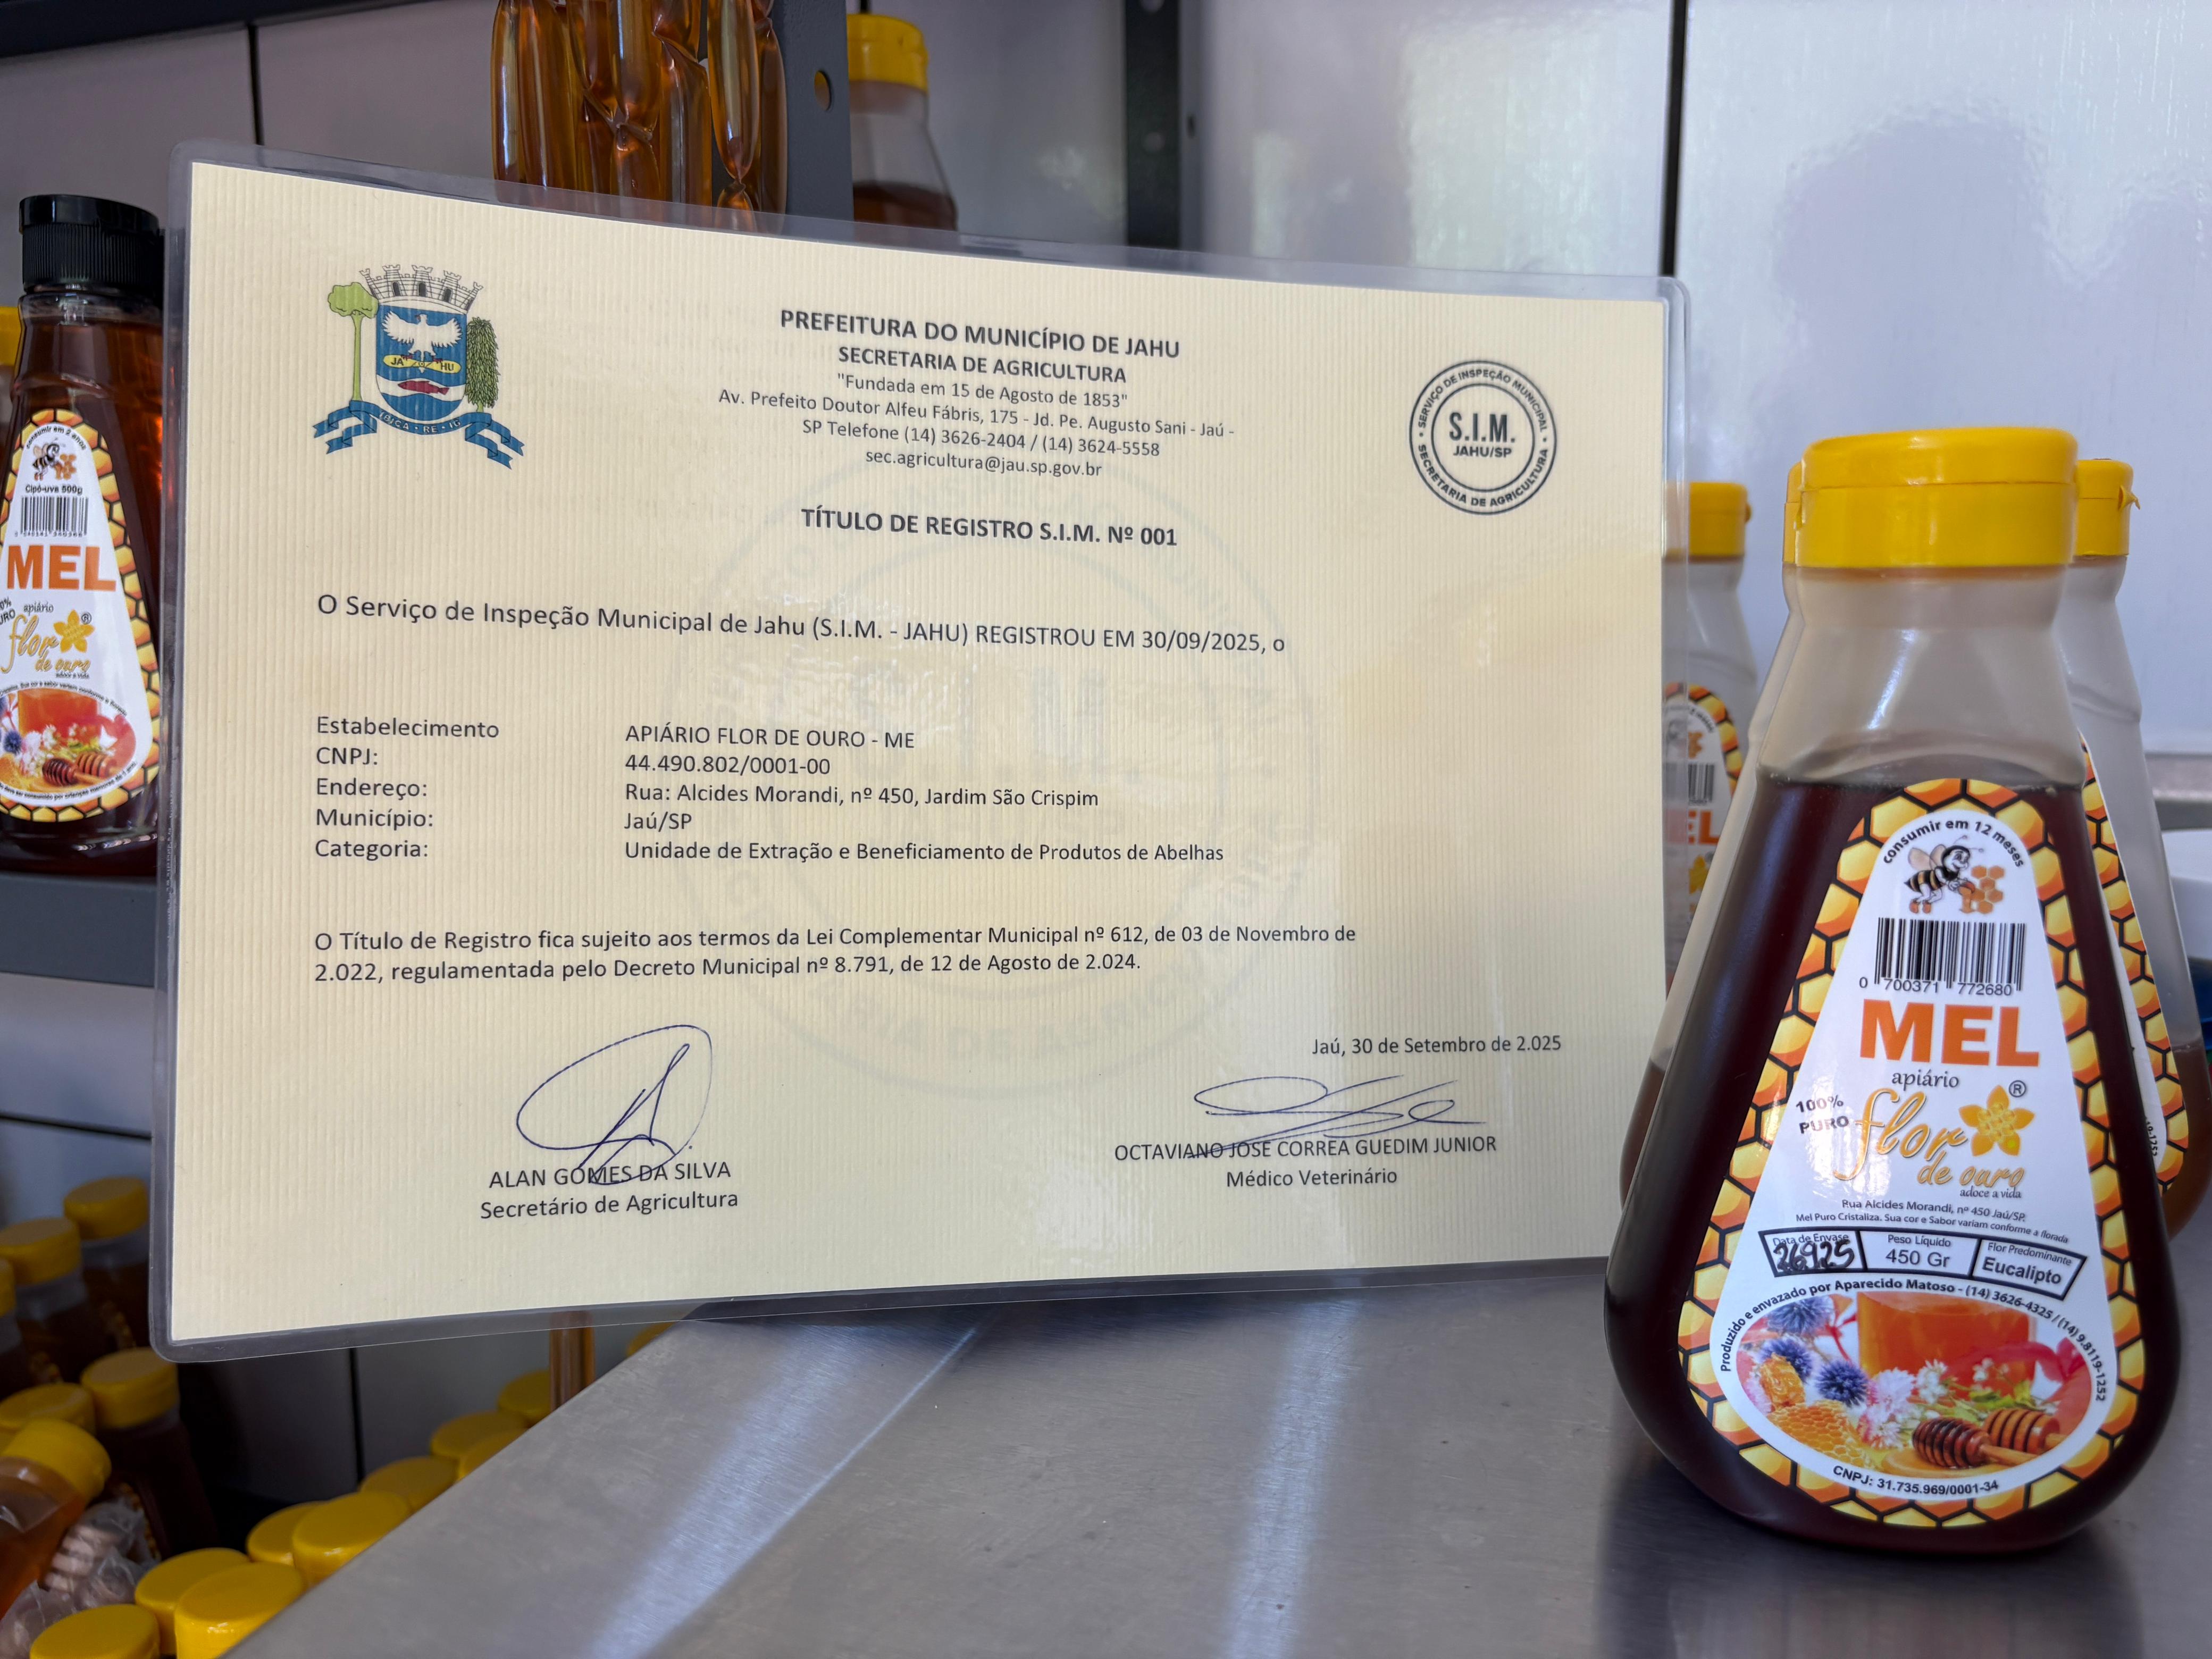 PREFEITURA DO MUNICÍPIO DE JAHU
SECRETARIA DE AGRICULTURA
"Fundada em 15 de Agosto de 1853"
Av. Prefeito Doutor Alfeu Fábris, 175 - Jd. Pe. Augusto Sani - Jaú -
SP Telefone (14) 3626-2404 / (14) 3624-5558
sec.agricultura@jau.sp.gov.br
JA HU
SERVIÇO DE INSPEÇÃO MUNICIPAL
S.I.M.
JAHU/SP
SECRETARIA DE AGRICULTURA
TÍTULO DE REGISTRO S.I.M. Nº 001
O Serviço de Inspeção Municipal de Jahu (S.I.M. - JAHU) REGISTROU EM 30/09/2025, o
Estabelecimento APIÁRIO FLOR DE OURO - ME
CNPJ: 44.490.802/0001-00
Endereço: Rua: Alcides Morandi, nº 450, Jardim São Crispim
Município: Jaú/SP
Categoria: Unidade de Extração e Beneficiamento de Produtos de Abelhas
O Título de Registro fica sujeito aos termos da Lei Complementar Municipal nº 612, de 03 de Novembro de
2.022, regulamentada pelo Decreto Municipal nº 8.791, de 12 de Agosto de 2.024.
Jaú, 30 de Setembro de 2.025
ALAN GOMES DA SILVA
Secretário de Agricultura
OCTAVIANO JOSE CORREA GUEDIM JUNIOR
Médico Veterinário
consumir em 2 anos
Cipó-uva 500g
MEL
apiário
flor ®
de ouro
adoce a vida
consumir em 12 meses
0 700371 772680
MEL
apiário
100%
PURO
flor ®
de ouro
adoce a vida
Rua Alcides Morandi, nº 450 Jaú/SP.
Mel Puro Cristaliza. Sua cor e Sabor variam conforme a florada
Data de Envase
26925
Peso Líquido
450 Gr
Flor Predominante
Eucalipto
Produzido e envazado por Aparecido Matoso - (14) 3626-4325 / (14) 9.8119-1252
CNPJ: 31.735.969/0001-34